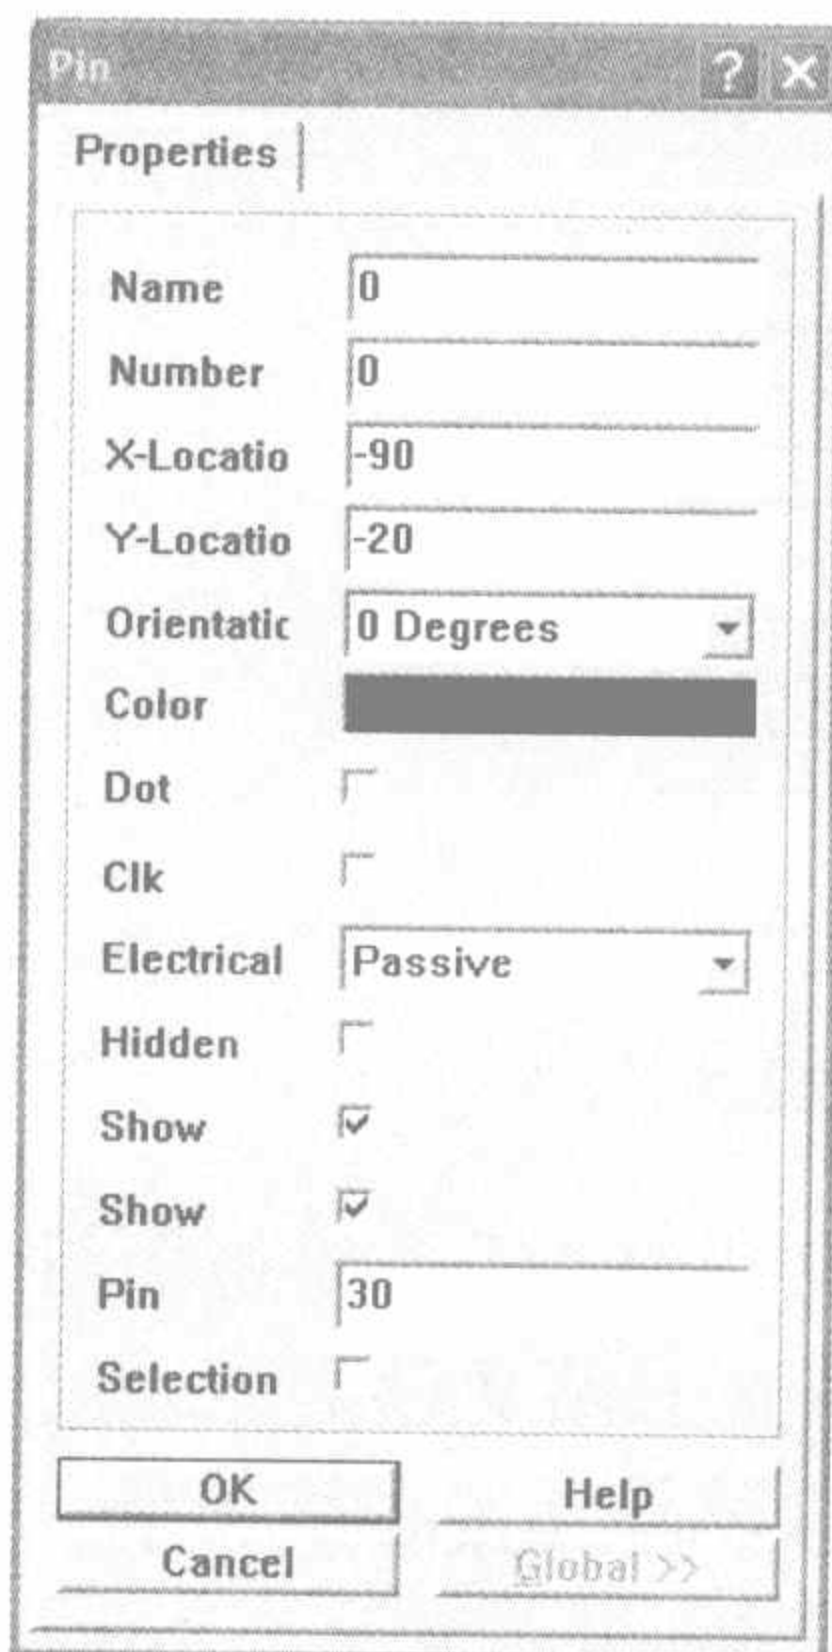 Pin ? ×
Properties
Name 0
Number 0
X-Locatio -90
Y-Locatio -20
Orientatic 0 Degrees
Color
Dot
Clk
Electrical Passive
Hidden
Show
Show
Pin 30
Selection
OK Help
Cancel Global >>